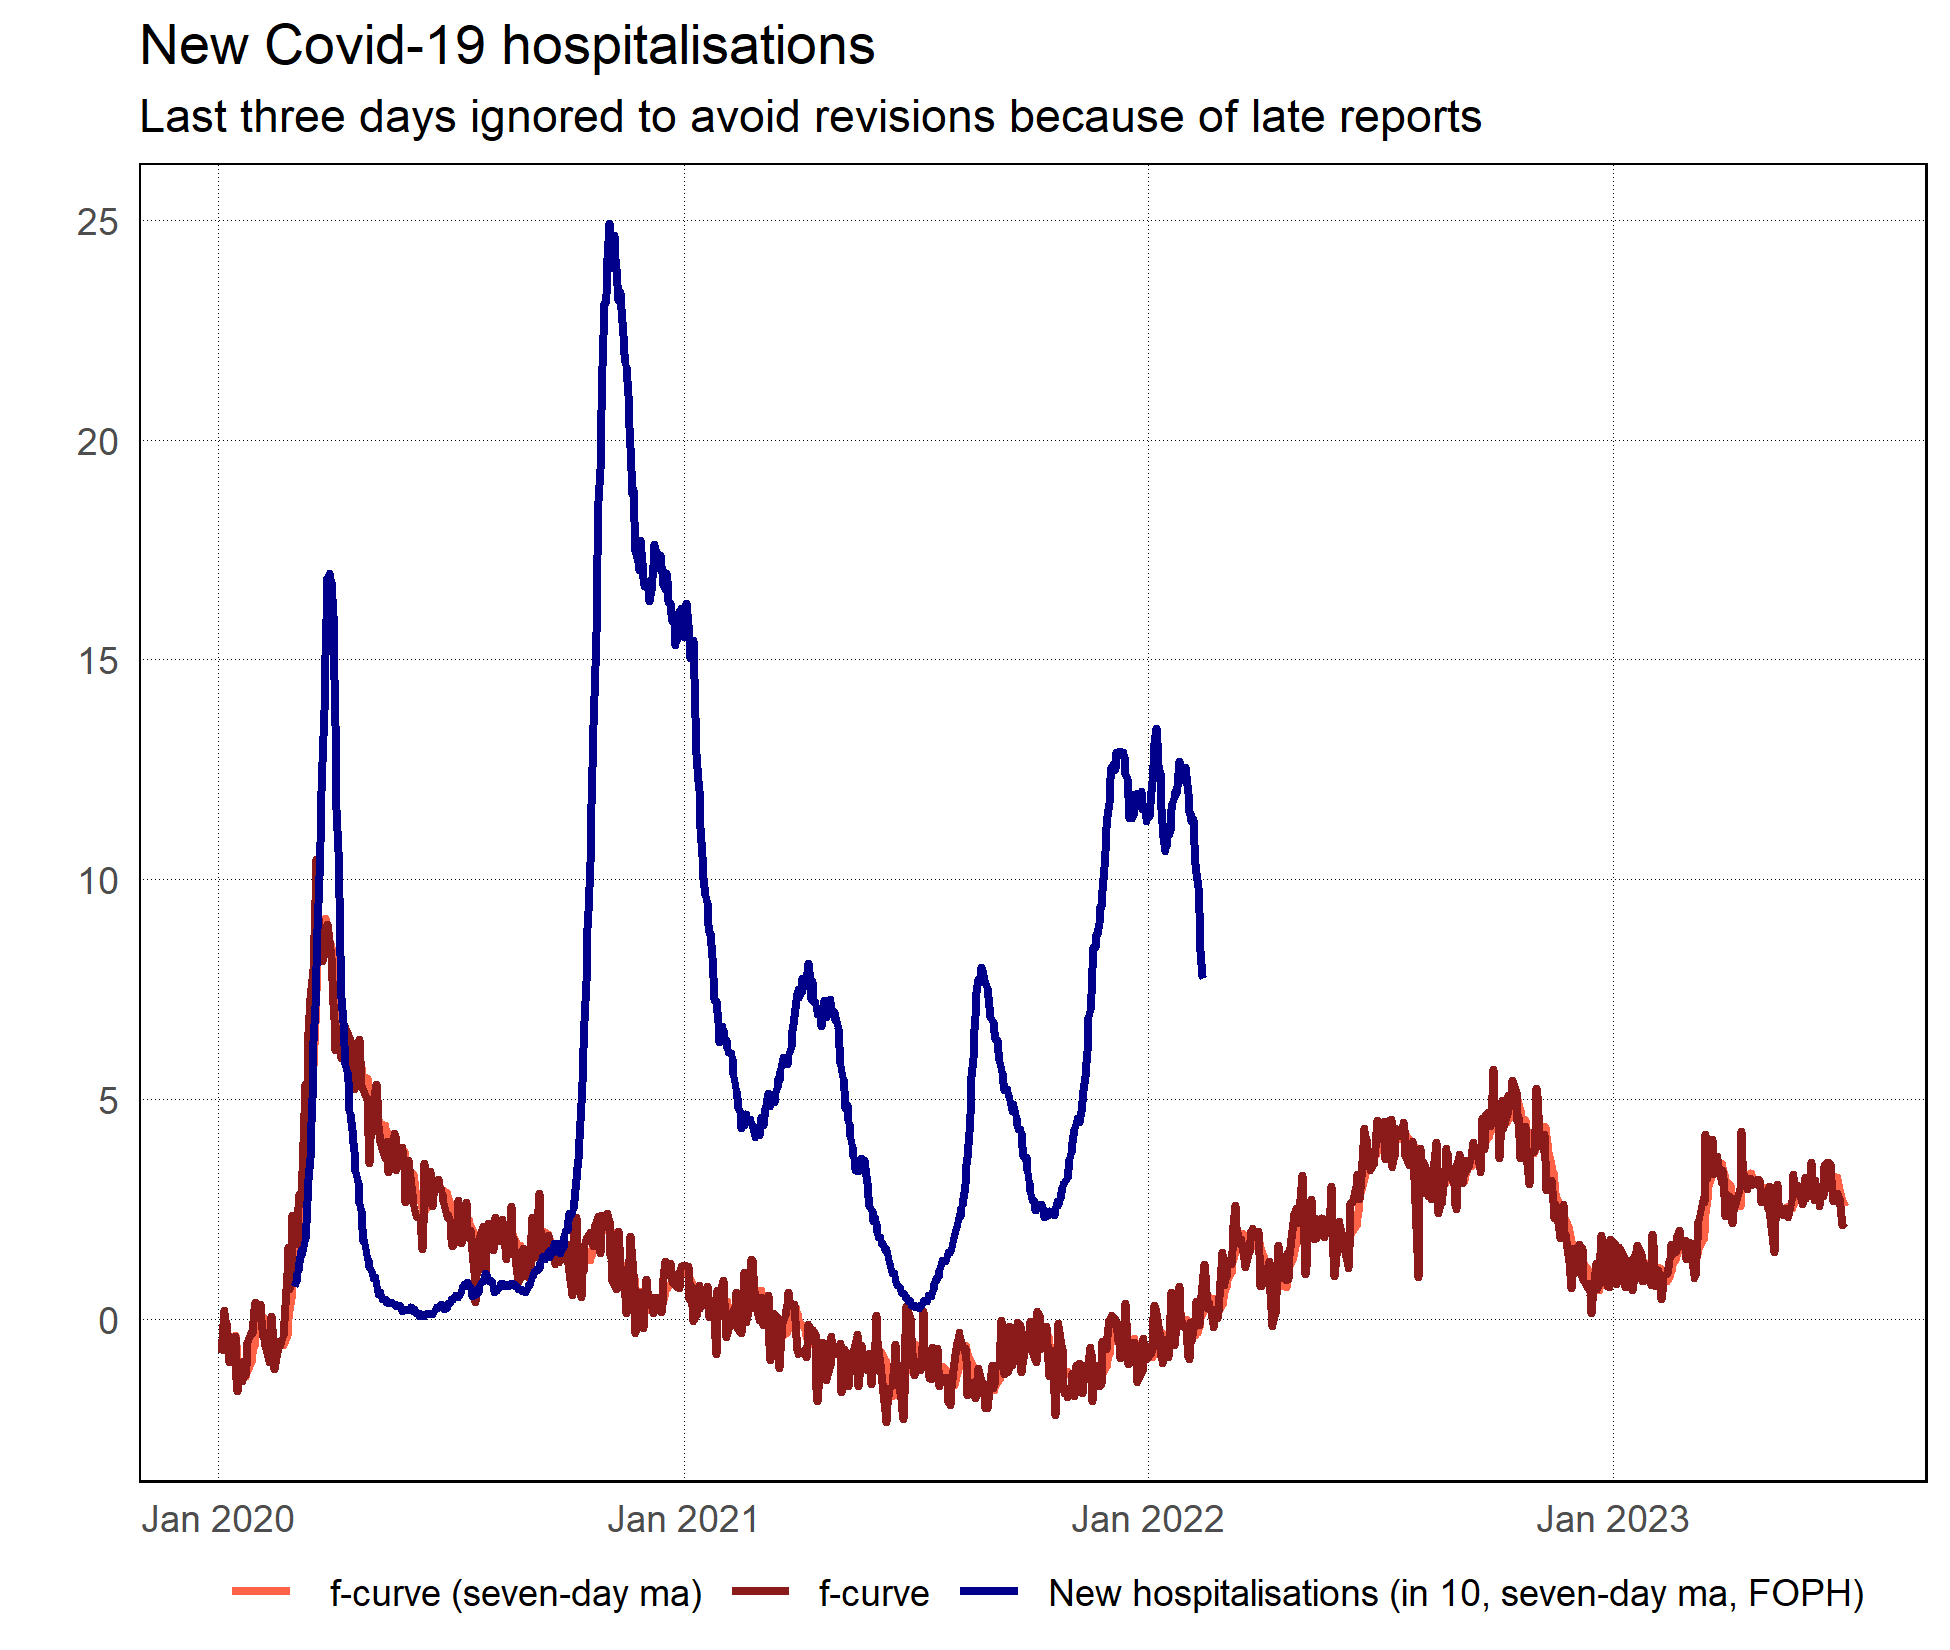 New Covid-19 hospitalisations
Last three days ignored to avoid revisions because of late reports
25
20
15
10
5
0
Jan 2020 Jan 2021 Jan 2022 Jan 2023
f-curve (seven-day ma) f-curve New hospitalisations (in 10, seven-day ma, FOPH)